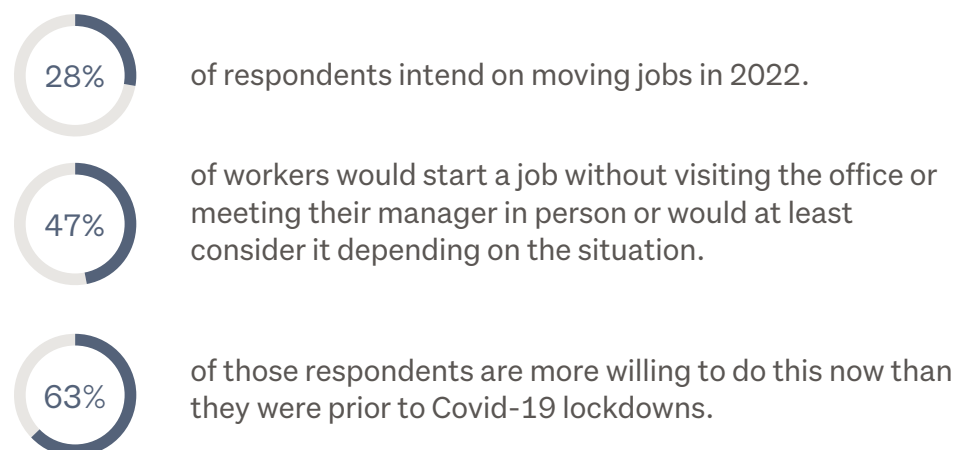 28%
of respondents intend on moving jobs in 2022.
47%
of workers would start a job without visiting the office or
meeting their manager in person or would at least
consider it depending on the situation.
63%
of those respondents are more willing to do this now than
they were prior to Covid-19 lockdowns.